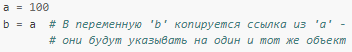 a = 100
b = a  # В переменную 'b' копируется ссылка из 'a' -
       # они будут указывать на один и тот же объект